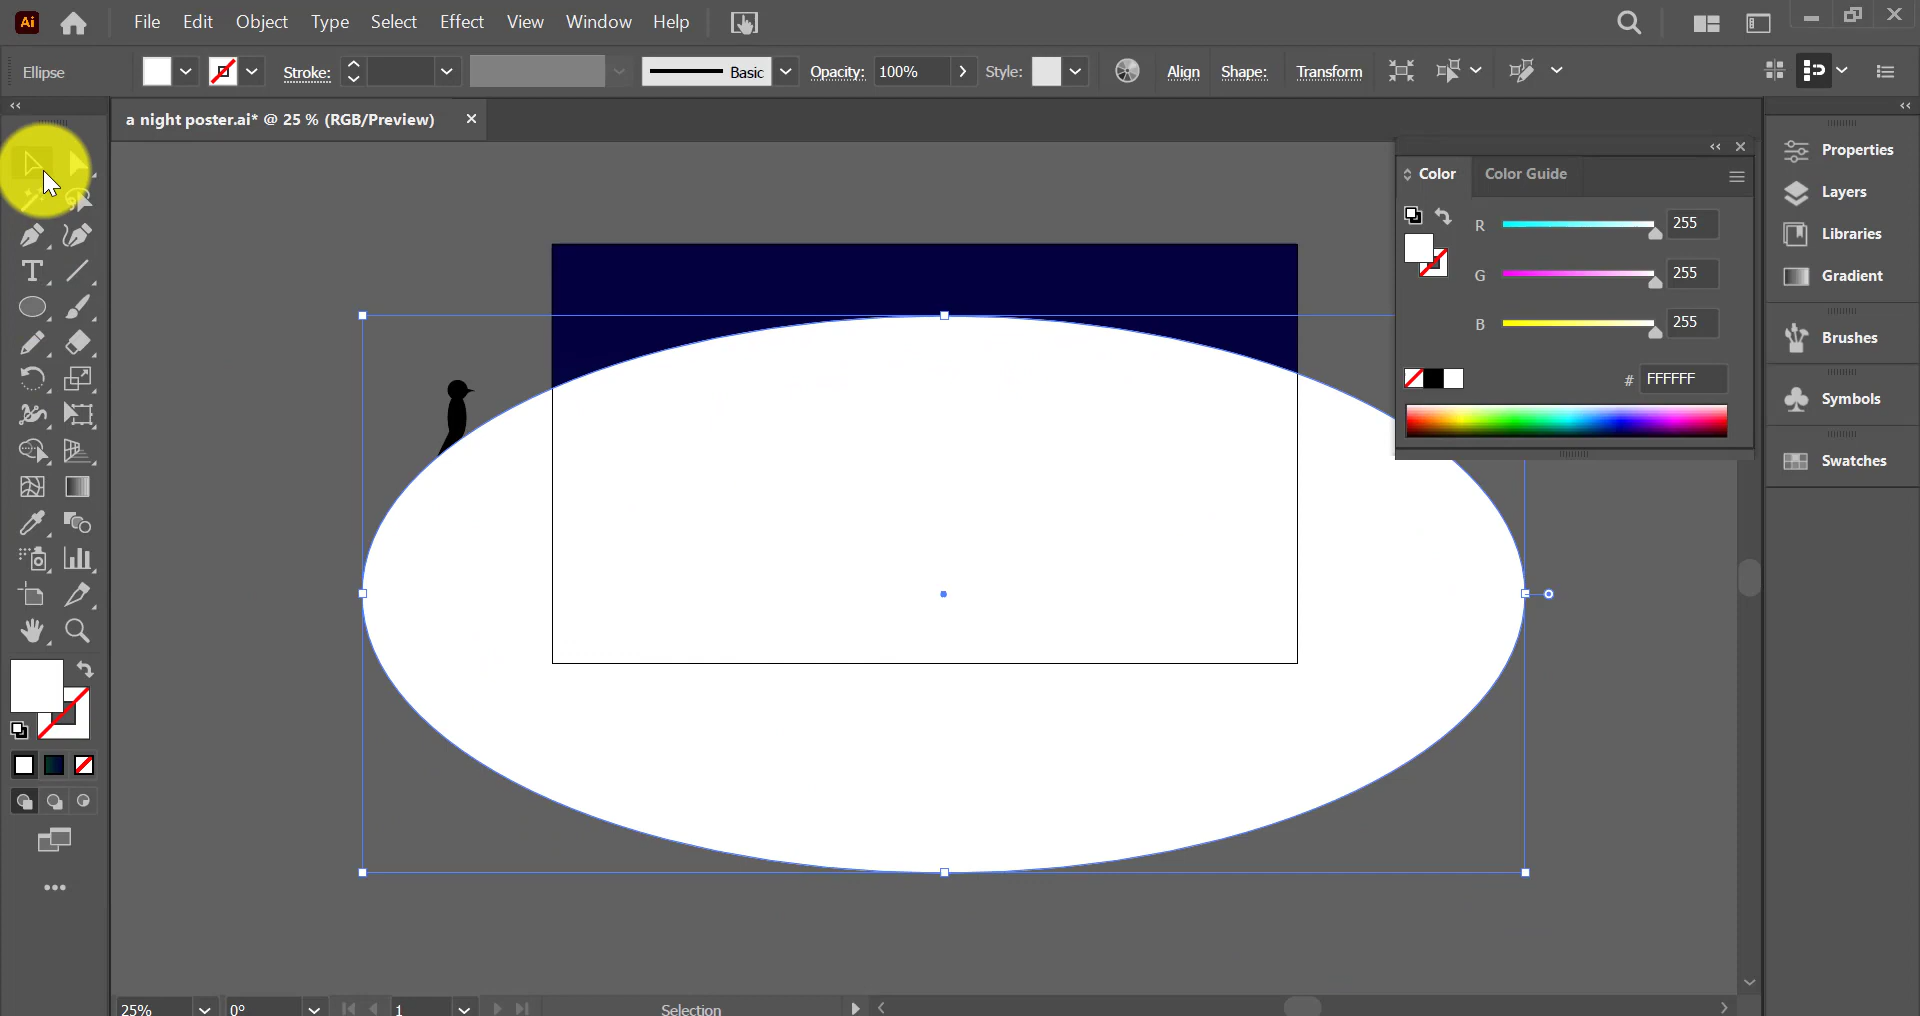 Ai File Edit Object Type Select Effect View Window Help
Ellipse Stroke: Basic Opacity: 100% Style: Align Shape: Transform
a night poster.ai* @ 25 % (RGB/Preview)
Color Color Guide
R 255
G 255
B 255
# FFFFFF
Properties
Layers
Libraries
Gradient
Brushes
Symbols
Swatches
25% 0° 1 Selection